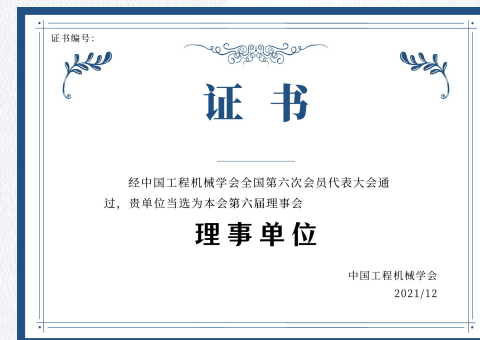 证书编号：
证 书
经中国工程机械学会全国第六次会员代表大会通
过，贵单位当选为本会第六届理事会
理事单位
中国工程机械学会
2021/12